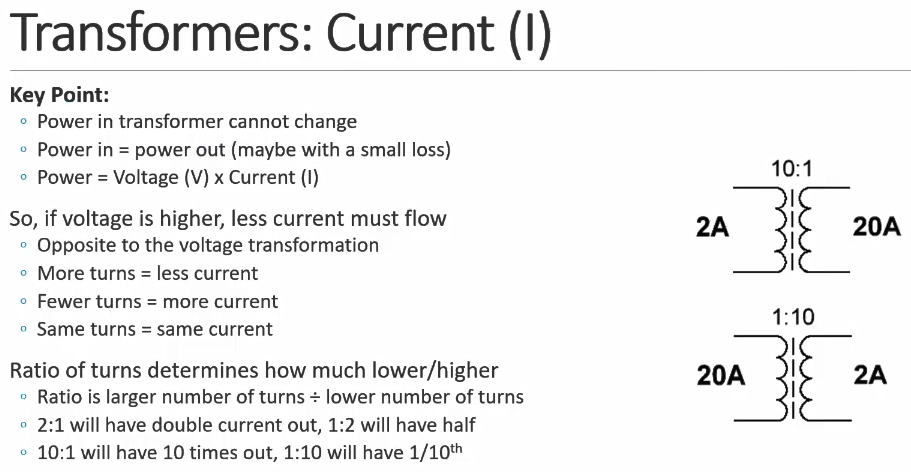 Transformers: Current (I)
Key Point:
◦ Power in transformer cannot change
◦ Power in = power out (maybe with a small loss)
◦ Power = Voltage (V) x Current (I)
So, if voltage is higher, less current must flow
◦ Opposite to the voltage transformation
◦ More turns = less current
◦ Fewer turns = more current
◦ Same turns = same current
Ratio of turns determines how much lower/higher
◦ Ratio is larger number of turns ÷ lower number of turns
◦ 2:1 will have double current out, 1:2 will have half
◦ 10:1 will have 10 times out, 1:10 will have 1/10th
10:1
2A 20A
1:10
20A 2A